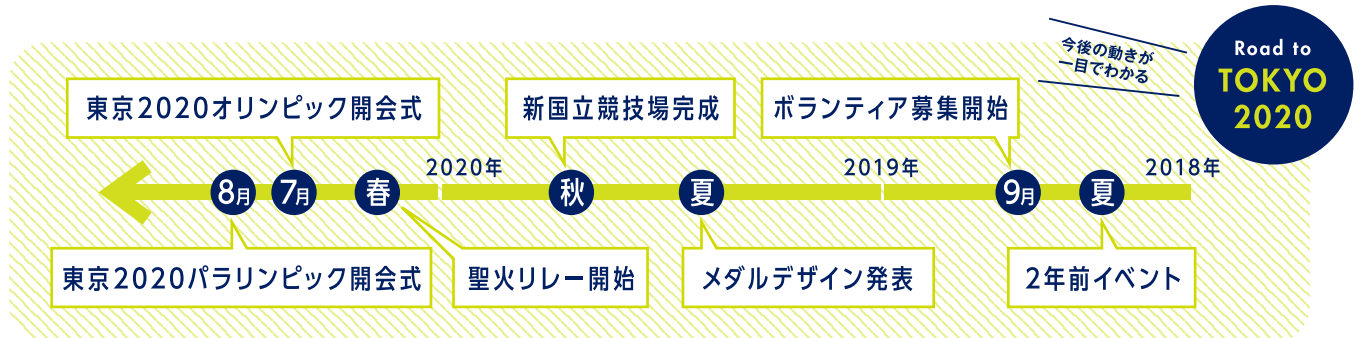 Road to
TOKYO
2020
今後の動きが
一目でわかる
東京2020オリンピック開会式
新国立競技場完成
ボランティア募集開始
2020年
2019年
2018年
8月
7月
春
秋
夏
9月
夏
東京2020パラリンピック開会式
聖火リレー開始
メダルデザイン発表
2年前イベント